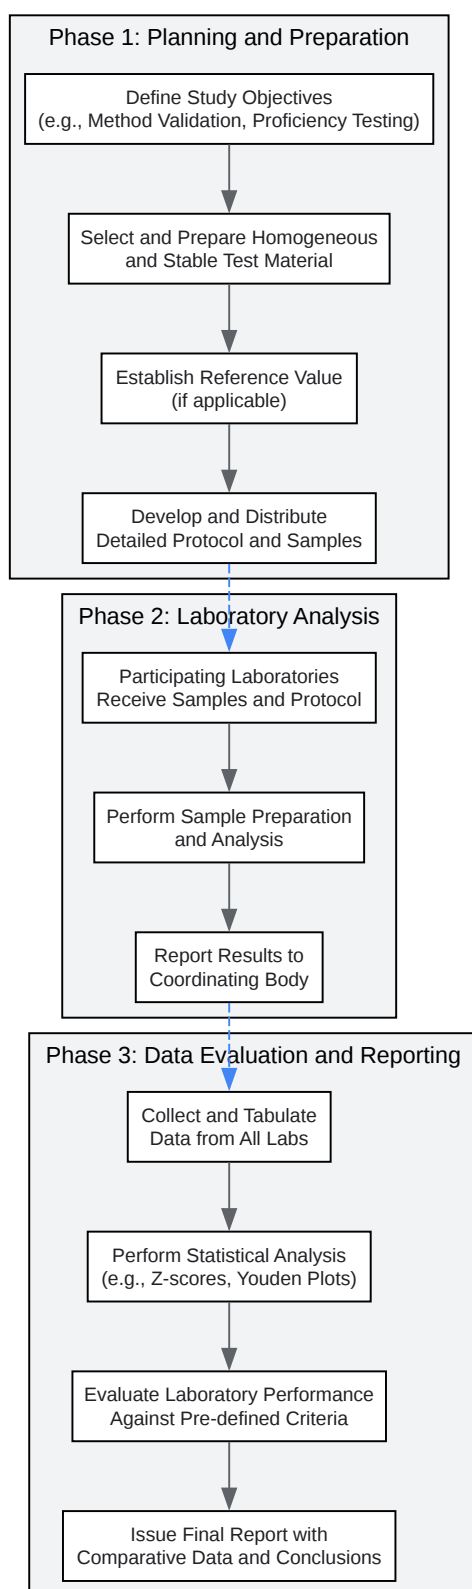 Phase 1: Planning and Preparation
Define Study Objectives
(e.g., Method Validation, Proficiency Testing)
Select and Prepare Homogeneous
and Stable Test Material
Establish Reference Value
(if applicable)
Develop and Distribute
Detailed Protocol and Samples
Phase 2: Laboratory Analysis
Participating Laboratories
Receive Samples and Protocol
Perform Sample Preparation
and Analysis
Report Results to
Coordinating Body
Phase 3: Data Evaluation and Reporting
Collect and Tabulate
Data from All Labs
Perform Statistical Analysis
(e.g., Z-scores, Youden Plots)
Evaluate Laboratory Performance
Against Pre-defined Criteria
Issue Final Report with
Comparative Data and Conclusions